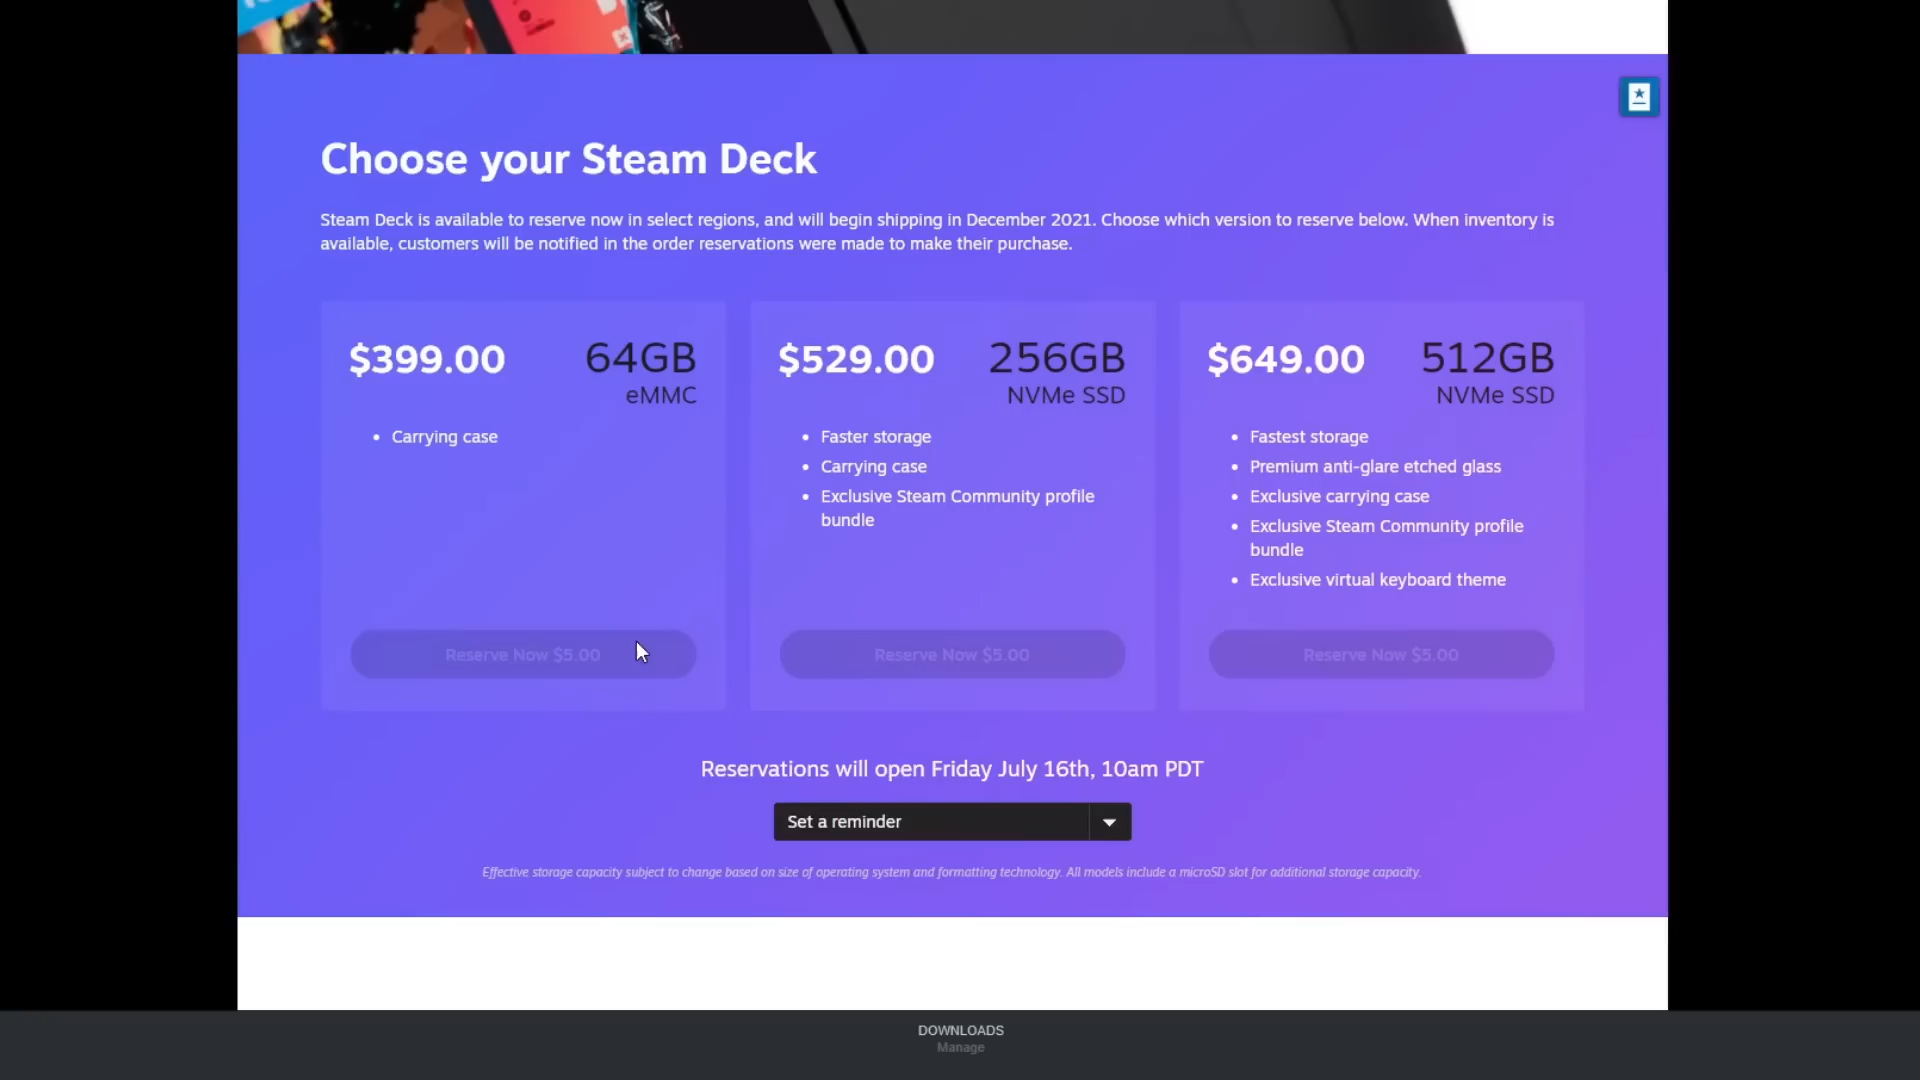 Choose your Steam Deck
Steam Deck is available to reserve now in select regions, and will begin shipping in December 2021. Choose which version to reserve below. When inventory is
available, customers will be notified in the order reservations were made to make their purchase.
$399.00
64GB
eMMC
• Carrying case
Reserve Now $5.00
$529.00
256GB
NVMe SSD
• Faster storage
• Carrying case
• Exclusive Steam Community profile
bundle
Reserve Now $5.00
$649.00
512GB
NVMe SSD
• Fastest storage
• Premium anti-glare etched glass
• Exclusive carrying case
• Exclusive Steam Community profile
bundle
• Exclusive virtual keyboard theme
Reserve Now $5.00
Reservations will open Friday July 16th, 10am PDT
Set a reminder
Effective storage capacity subject to change based on size of operating system and formatting technology. All models include a microSD slot for additional storage capacity.
DOWNLOADS
Manage